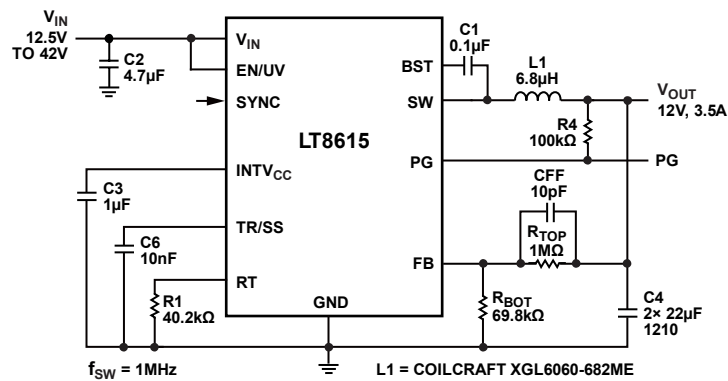 VIN
12.5V
TO 42V
C2
4.7µF
VIN
EN/UV
SYNC
LT8615
BST
SW
PG
C1
0.1µF
L1
6.8µH
VOUT
12V, 3.5A
R4
100kΩ
PG
C3
1µF
INTVCC
C6
10nF
TR/SS
R1
40.2kΩ
RT
GND
FB
CFF
10pF
RTOP
1MΩ
RBOT
69.8kΩ
C4
2× 22µF
1210
fSW = 1MHz
L1 = COILCRAFT XGL6060-682ME